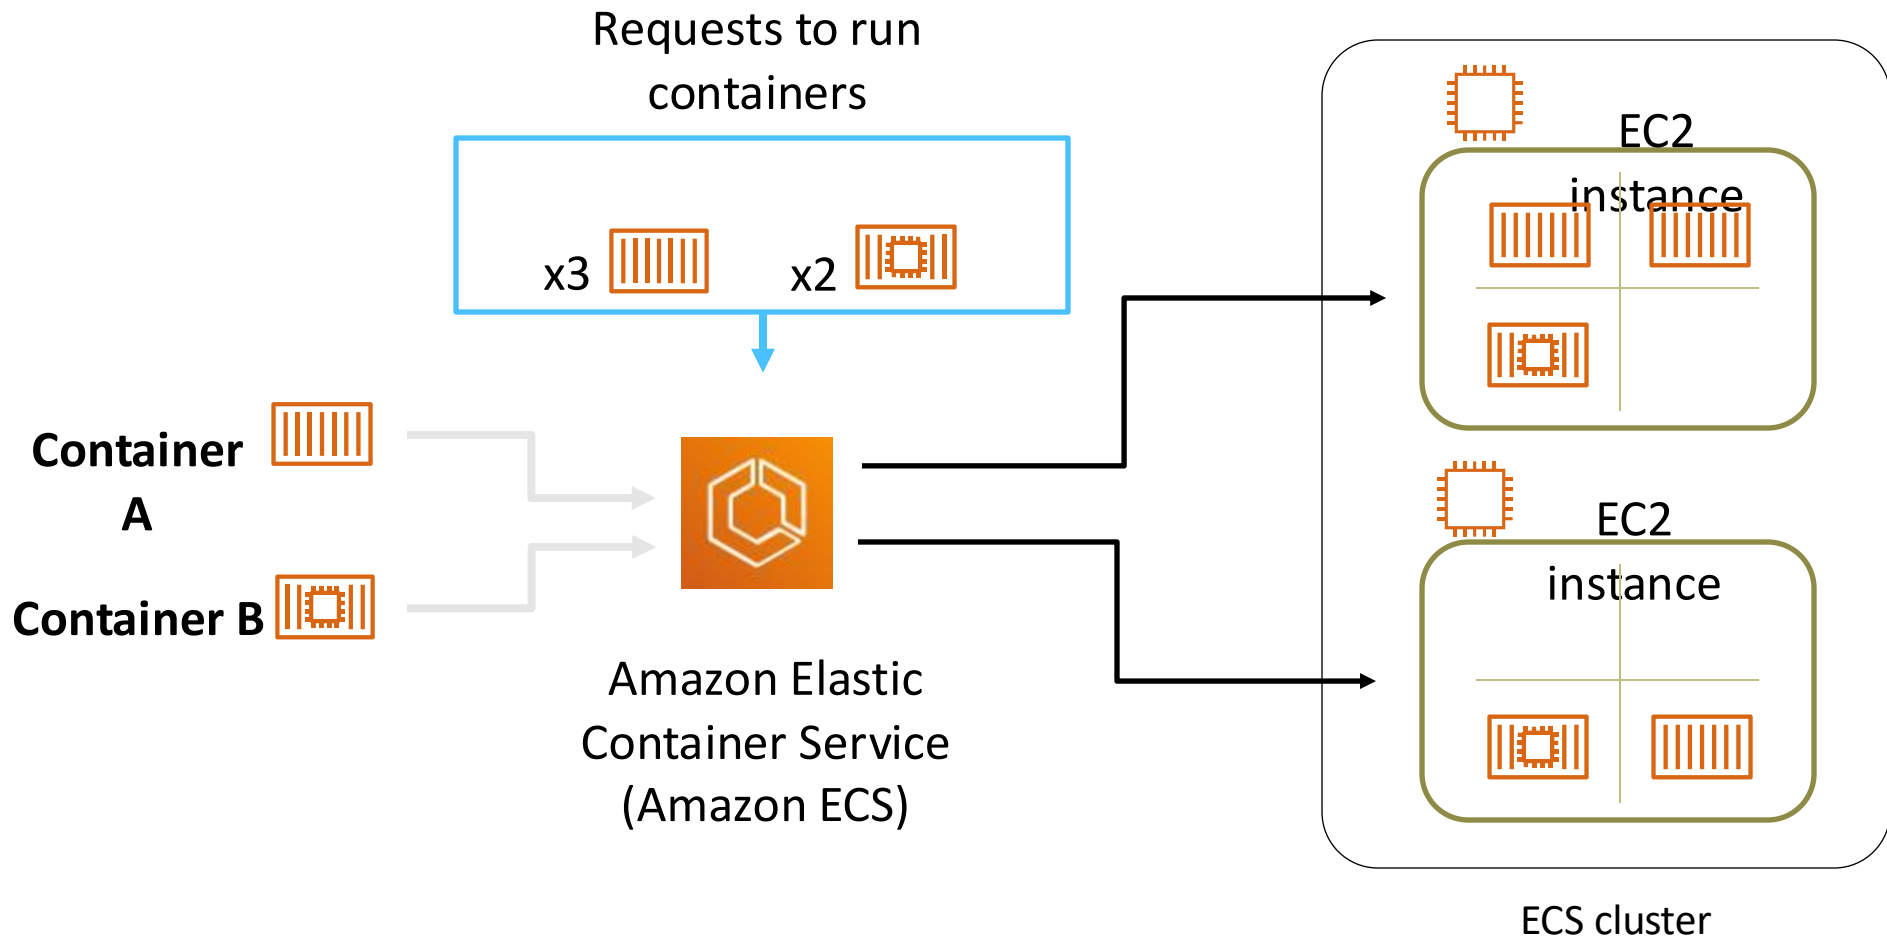 Requests to run
containers
x3
x2
Container
A
Container B
Amazon Elastic
Container Service
(Amazon ECS)
EC2
instance
EC2
instance
ECS cluster